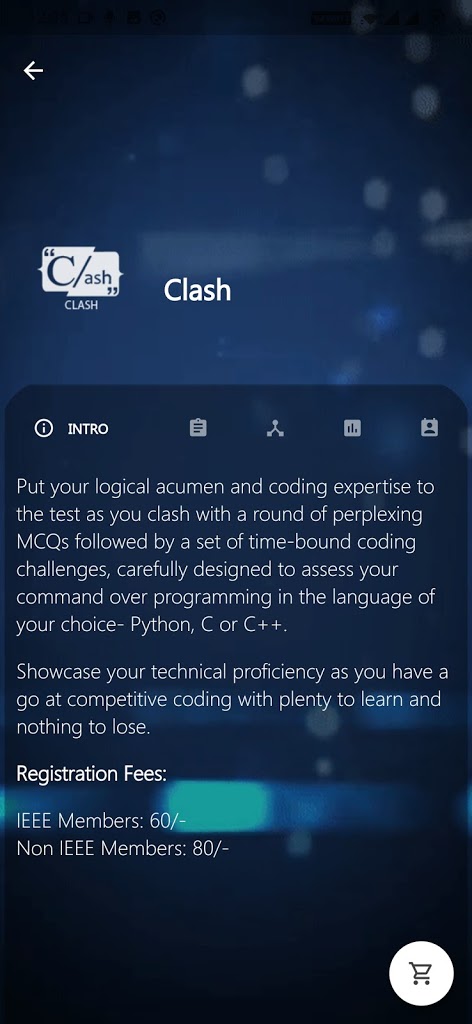 “C/ash”
CLASH
Clash
INTRO
Put your logical acumen and coding expertise to
the test as you clash with a round of perplexing
MCQs followed by a set of time-bound coding
challenges, carefully designed to assess your
command over programming in the language of
your choice- Python, C or C++.
Showcase your technical proficiency as you have a
go at competitive coding with plenty to learn and
nothing to lose.
Registration Fees:
IEEE Members: 60/-
Non IEEE Members: 80/-